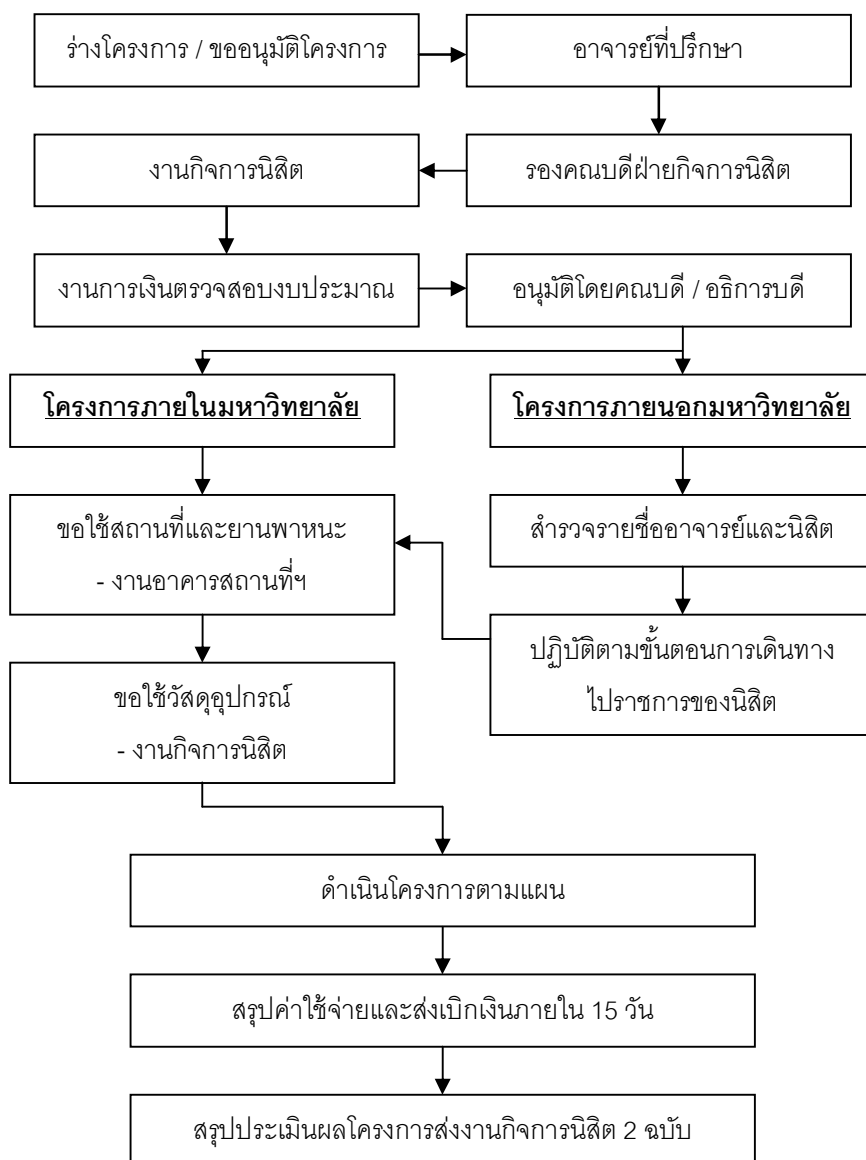 ร่างโครงการ / ขออนุมัติโครงการ
อาจารย์ที่ปรึกษา
รองคณบดีฝ่ายกิจการนิสิต
งานกิจการนิสิต
งานการเงินตรวจสอบงบประมาณ
อนุมัติโดยคณบดี / อธิการบดี
โครงการภายในมหาวิทยาลัย
โครงการภายนอกมหาวิทยาลัย
สำรวจรายชื่ออาจารย์และนิสิต
ปฏิบัติตามขั้นตอนการเดินทาง
ไปราชการของนิสิต
ขอใช้สถานที่และยานพาหนะ
- งานอาคารสถานที่ฯ
ขอใช้วัสดุอุปกรณ์
- งานกิจการนิสิต
ดำเนินโครงการตามแผน
สรุปค่าใช้จ่ายและส่งเบิกเงินภายใน 15 วัน
สรุปประเมินผลโครงการส่งงานกิจการนิสิต 2 ฉบับ